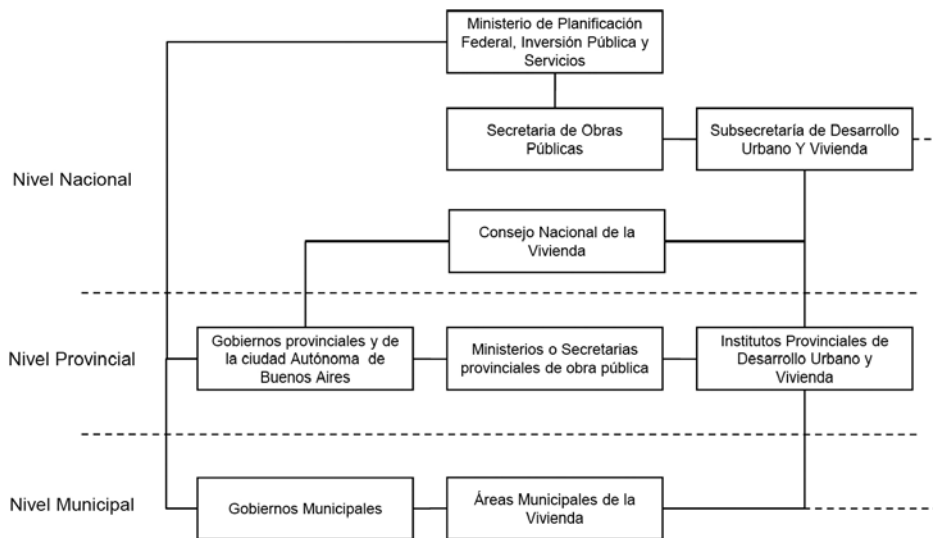 Ministerio de Planificación
Federal, Inversión Pública y
Servicios
Secretaria de Obras
Públicas
Subsecretaría de Desarrollo
Urbano Y Vivienda
Nivel Nacional
Consejo Nacional de la
Vivienda
Nivel Provincial
Gobiernos provinciales y de
la ciudad Autónoma de
Buenos Aires
Ministerios o Secretarias
provinciales de obra pública
Institutos Provinciales de
Desarrollo Urbano y
Vivienda
Nivel Municipal
Gobiernos Municipales
Áreas Municipales de la
Vivienda